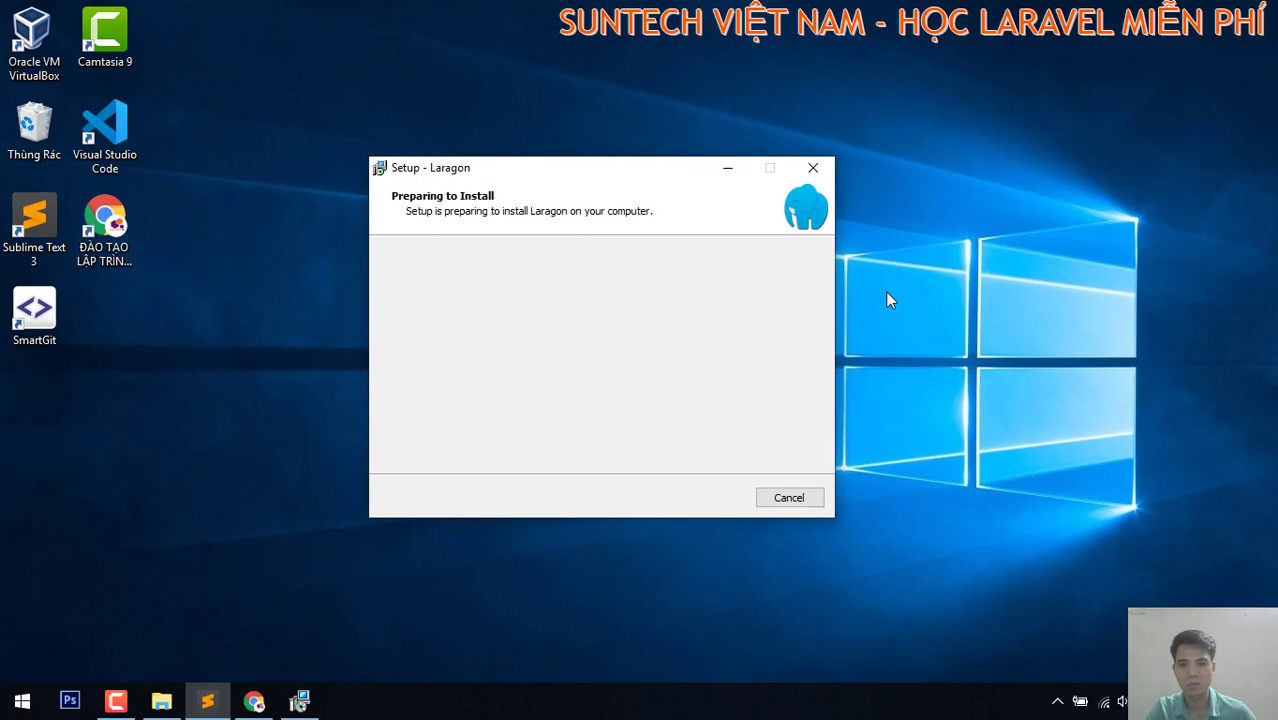 SUNTECH VIỆT NAM - HỌC LARAVEL MIỄN PHÍ
Oracle VM
VirtualBox
Camtasia 9
Thùng Rác
Visual Studio
Code
Sublime Text
3
ĐÀO TẠO
LẬP TRÌN...
SmartGit
Setup - Laragon
Preparing to Install
Setup is preparing to install Laragon on your computer.
Cancel
Ps